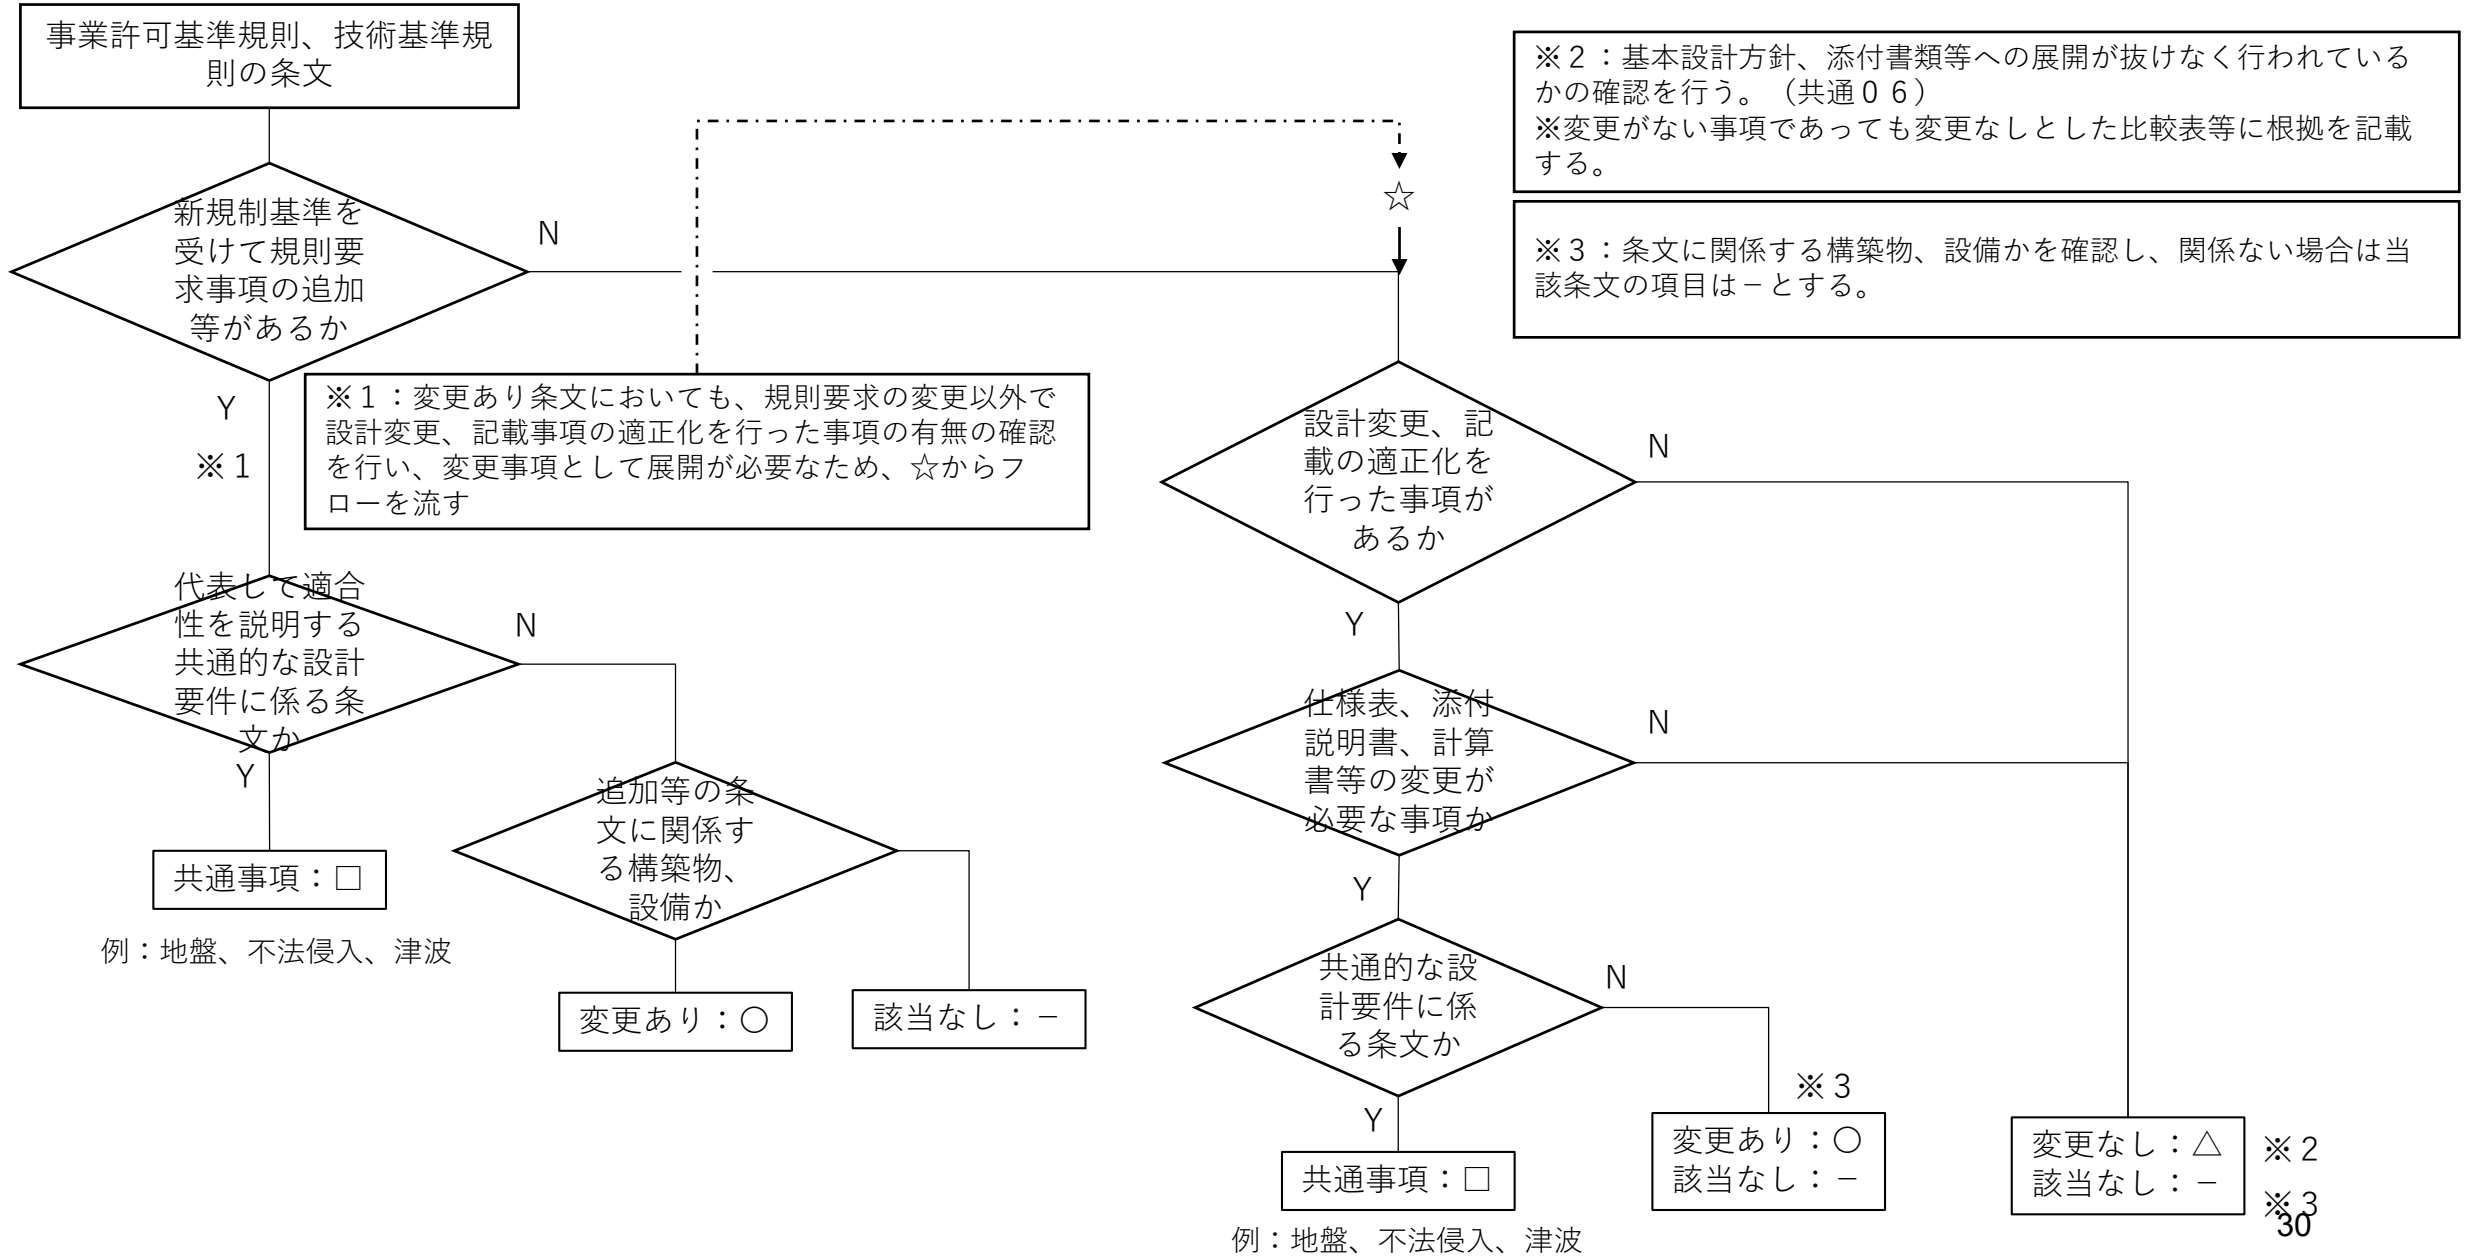 事業許可基準規則、技術基準規
則の条文
※２：基本設計方針、添付書類等への展開が抜けなく行われている
かの確認を行う。（共通０６）
※変更がない事項であっても変更なしとした比較表等に根拠を記載
する。
☆
新規制基準を
受けて規則要
求事項の追加
等があるか
N
※３：条文に関係する構築物、設備かを確認し、関係ない場合は当
該条文の項目は－とする。
Y
※１
※１：変更あり条文においても、規則要求の変更以外で
設計変更、記載事項の適正化を行った事項の有無の確認
を行い、変更事項として展開が必要なため、☆からフ
ローを流す
設計変更、記
載の適正化を
行った事項が
あるか
N
Y
代表して適合
性を説明する
共通的な設計
要件に係る条
文か
N
Y
仕様表、添付
説明書、計算
書等の変更が
必要な事項か
N
Y
追加等の条
文に関係す
る構築物、
設備か
共通事項：□
例：地盤、不法侵入、津波
変更あり：○
該当なし：－
共通的な設
計要件に係
る条文か
N
Y
※３
変更あり：○
該当なし：－
変更なし：△
該当なし：－
※２
※３
共通事項：□
例：地盤、不法侵入、津波
30